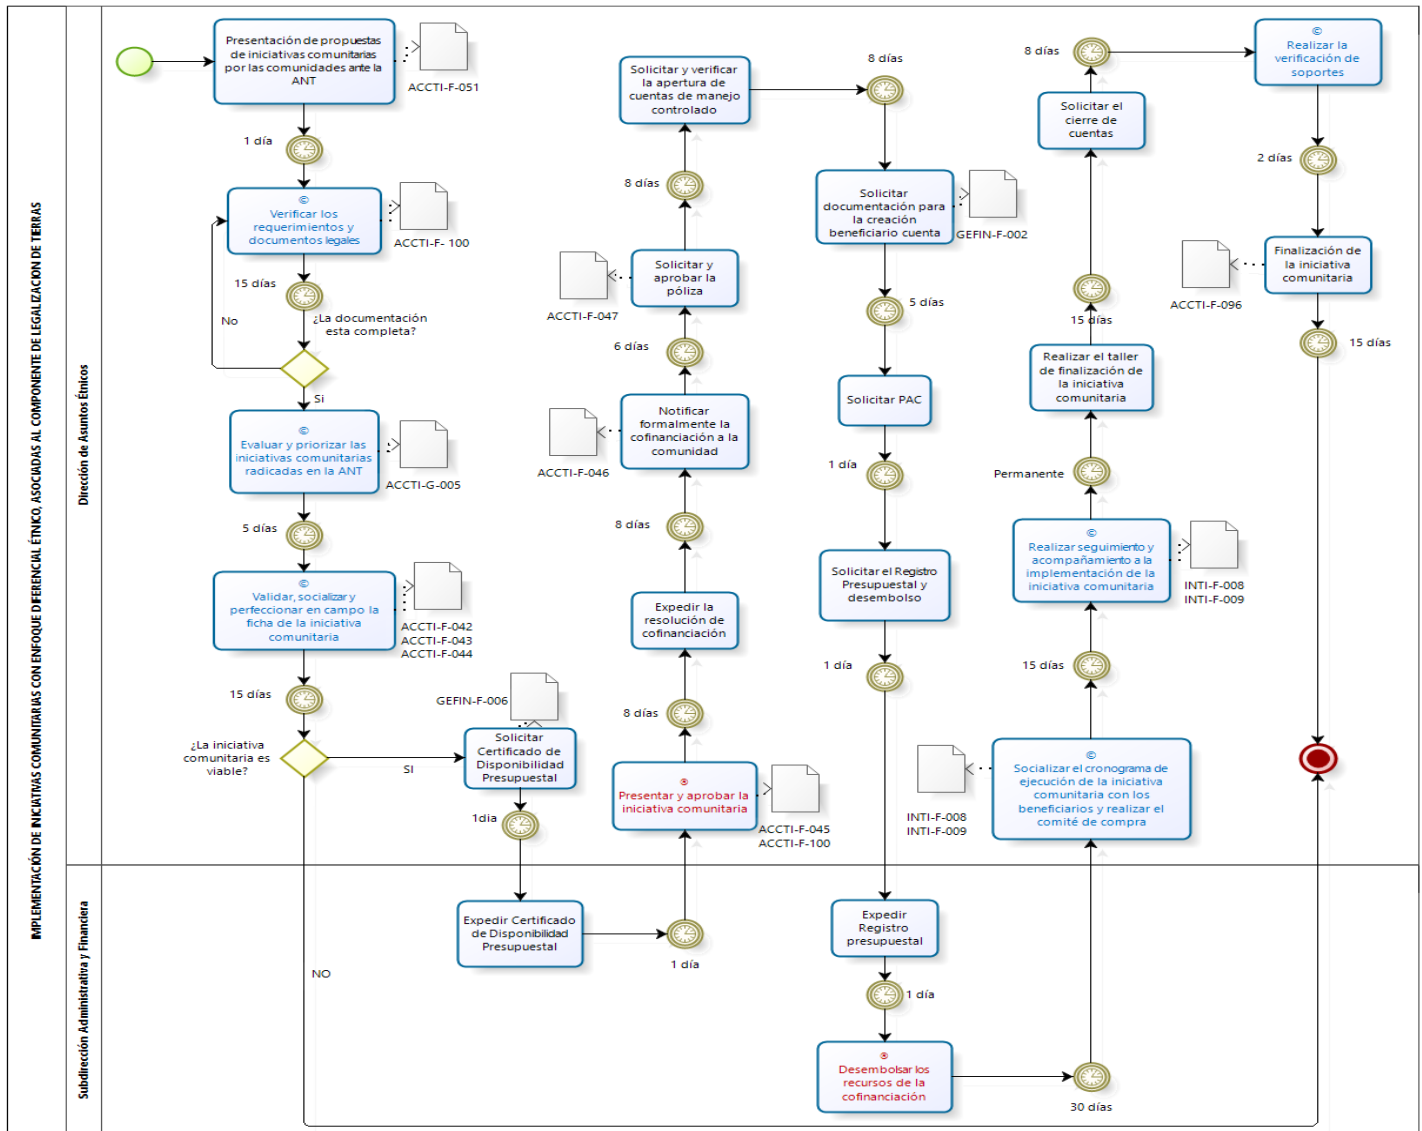 IMPLEMENTACIÓN DE INICIATIVAS COMUNITARIAS CON ENFOQUE DIFERENCIAL ÉTNICO, ASOCIADAS AL COMPONENTE DE LEGALIZACION DE TIERRAS
Dirección de Asuntos Étnicos
Presentación de propuestas
de iniciativas comunitarias
por las comunidades ante la
ANT
ACCTI-F-051
1 día
©
Verificar los
requerimientos y
documentos legales
ACCTI-F- 100
15 días
No
¿La documentación
esta completa?
Si
©
Evaluar y priorizar las
iniciativas comunitarias
radicadas en la ANT
ACCTI-G-005
5 días
©
Validar, socializar y
perfeccionar en campo la
ficha de la iniciativa
comunitaria
ACCTI-F-042
ACCTI-F-043
ACCTI-F-044
15 días
¿La iniciativa
comunitaria es
viable?
SI
NO
GEFIN-F-006
Solicitar
Certificado de
Disponibilidad
Presupuestal
1dia
Solicitar y verificar
la apertura de
cuentas de manejo
controlado
8 días
Solicitar y
aprobar la
póliza
ACCTI-F-047
6 días
Notificar
formalmente la
cofinanciación a la
comunidad
ACCTI-F-046
8 días
Expedir la
resolución de
cofinanciación
8 días
®
Presentar y aprobar la
iniciativa comunitaria
ACCTI-F-045
ACCTI-F-100
8 días
Solicitar
documentación para
la creación
beneficiario cuenta
GEFIN-F-002
5 días
Solicitar PAC
1 día
Solicitar el Registro
Presupuestal y
desembolso
1 día
8 días
Solicitar el
cierre de
cuentas
15 días
Realizar el taller
de finalización de
la iniciativa
comunitaria
Permanente
©
Realizar seguimiento y
acompañamiento a la
implementación de la
iniciativa comunitaria
INTI-F-008
INTI-F-009
15 días
©
Socializar el cronograma de
ejecución de la iniciativa
comunitaria con los
beneficiarios y realizar el
comité de compra
INTI-F-008
INTI-F-009
©
Realizar la
verificación de
soportes
2 días
Finalización de
la iniciativa
comunitaria
ACCTI-F-096
15 días
Subdirección Administrativa y Financiera
Expedir Certificado
de Disponibilidad
Presupuestal
1 día
Expedir
Registro
presupuestal
1 día
®
Desembolsar los
recursos de la
cofinanciación
30 días